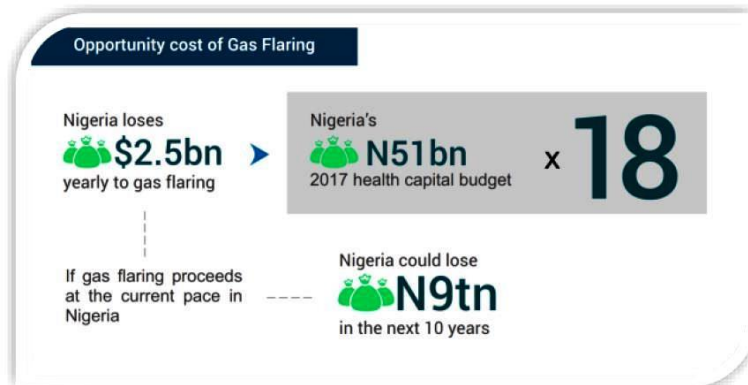 Opportunity cost of Gas Flaring
Nigeria loses
$2.5bn
yearly to gas flaring
Nigeria's
N51bn
2017 health capital budget
x 18
If gas flaring proceeds
at the current pace in
Nigeria
Nigeria could lose
N9tn
in the next 10 years